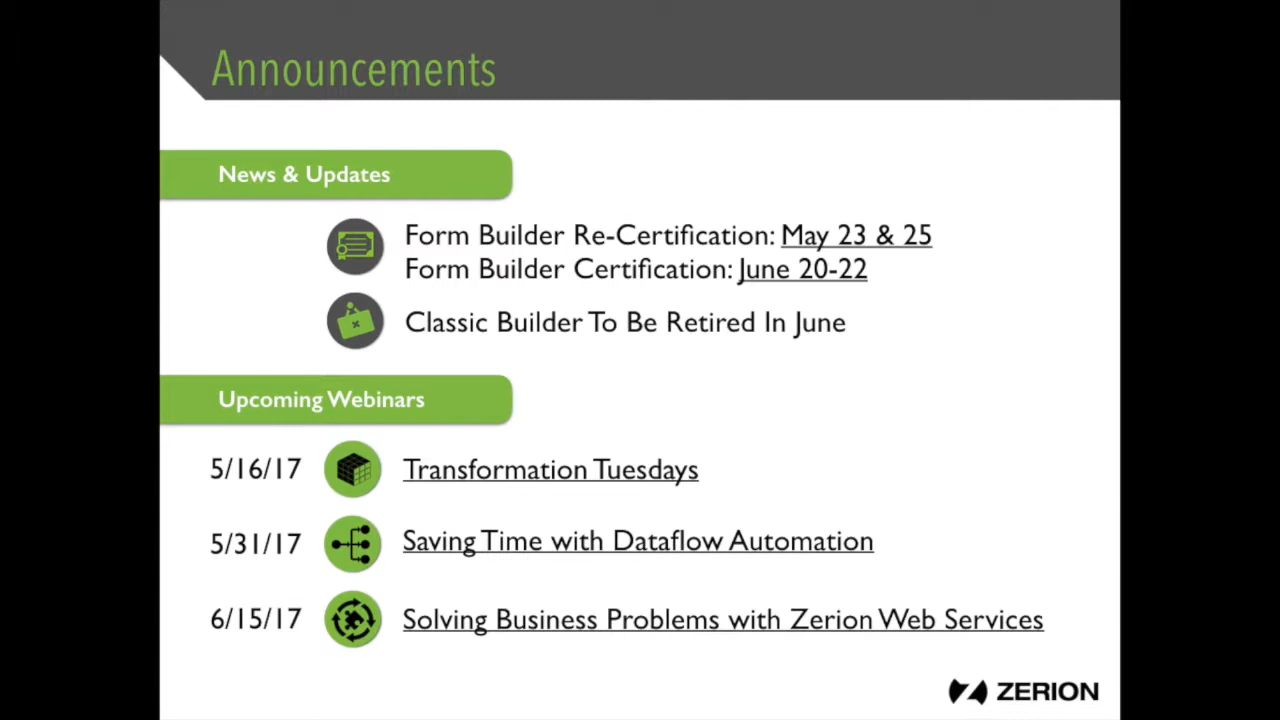 Announcements
News & Updates
Form Builder Re-Certification: May 23 & 25
Form Builder Certification: June 20-22
Classic Builder To Be Retired In June
Upcoming Webinars
5/16/17 Transformation Tuesdays
5/31/17 Saving Time with Dataflow Automation
6/15/17 Solving Business Problems with Zerion Web Services
ZERION